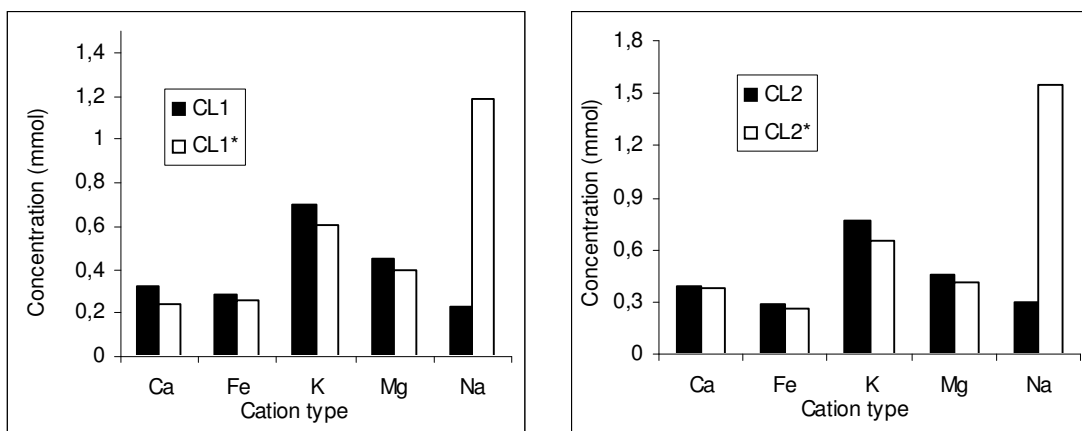 Concentration (mmol)
1,4
1,2
1
0,8
0,6
0,4
0,2
0
CL1
CL1*
Ca Fe K Mg Na
Cation type
Concentration (mmol)
1,8
1,5
1,2
0,9
0,6
0,3
0
CL2
CL2*
Ca Fe K Mg Na
Cation type